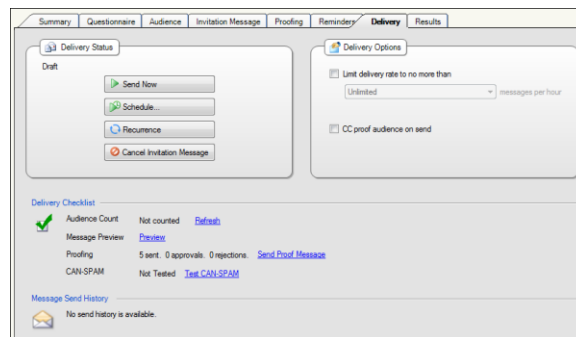 Summary Questionnaire Audience Invitation Message Proofing Reminders Delivery Results
Delivery Status
Draft
Send Now
Schedule...
Recurrence
Cancel Invitation Message
Delivery Options
Limit delivery rate to no more than
Unlimited messages per hour
CC proof audience on send
Delivery Checklist
Audience Count Not counted Refresh
Message Preview Preview
Proofing 5 sent. 0 approvals. 0 rejections. Send Proof Message
CAN-SPAM Not Tested Test CAN-SPAM
Message Send History
No send history is available.